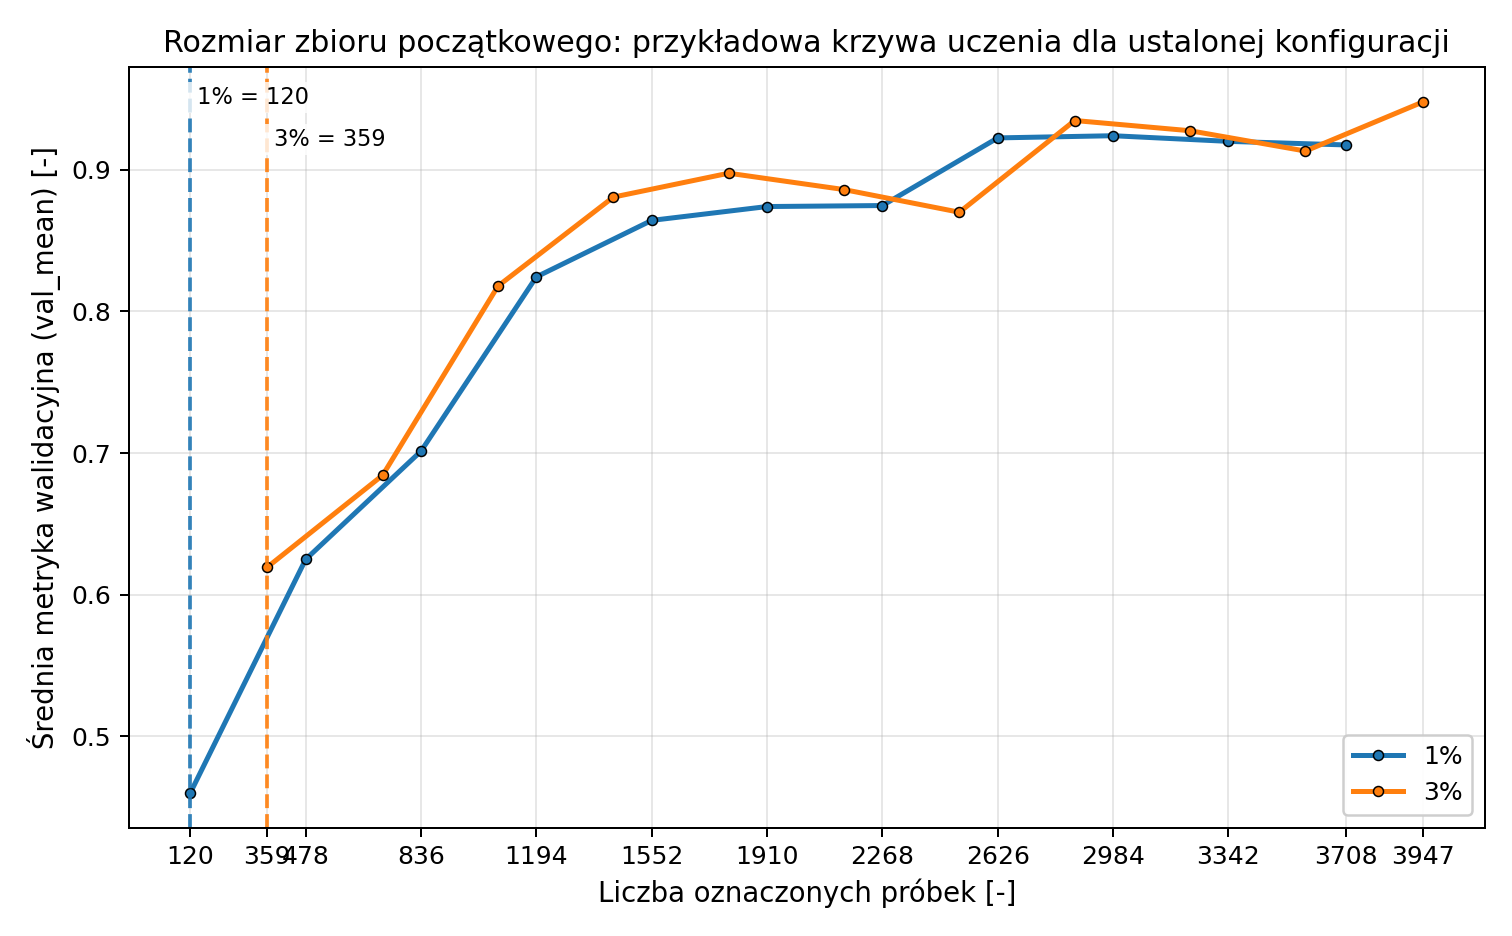 Rozmiar zbioru początkowego: przykładowa krzywa uczenia dla ustalonej konfiguracji
1% = 120
3% = 359
Średnia metryka walidacyjna (val_mean) [-]
0.9
0.8
0.7
0.6
0.5
1%
3%
120 359 478 836 1194 1552 1910 2268 2626 2984 3342 3708 3947
Liczba oznaczonych próbek [-]